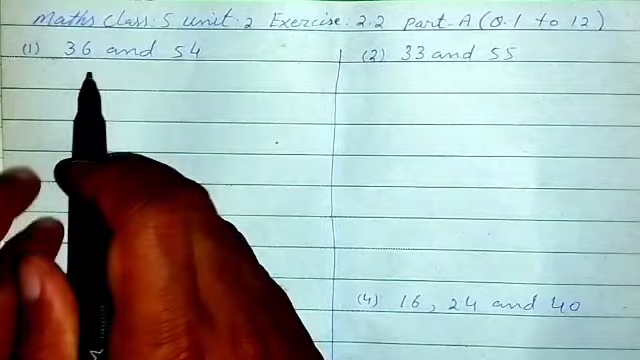 Maths Class: 5 unit: 2 Exercise: 2.2 part-A (Q.1 to 12)
(1) 36 and 54
(2) 33 and 55
(4) 16, 24 and 40